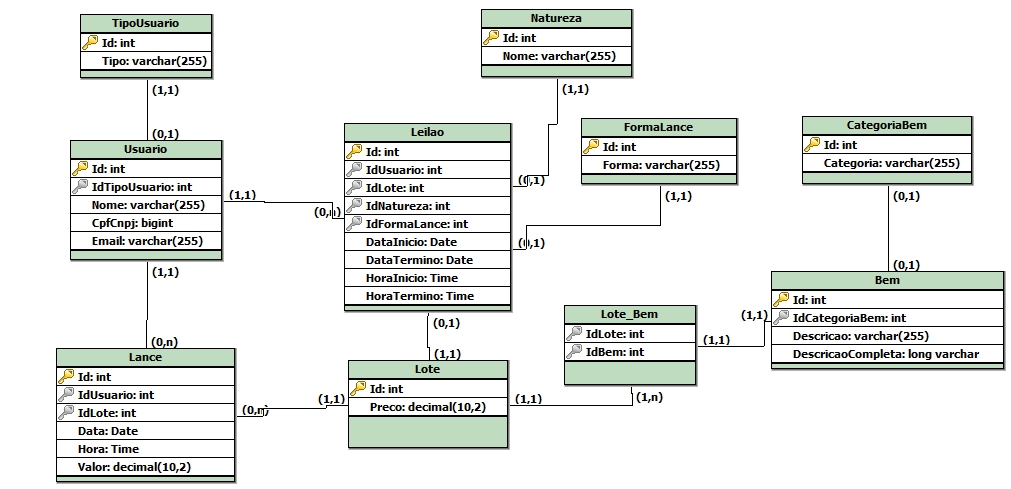 TipoUsuario
Id: int
Tipo: varchar(255)
(1,1)
(0,1)
Natureza
Id: int
Nome: varchar(255)
(1,1)
(0,1)
Usuario
Id: int
IdTipoUsuario: int
Nome: varchar(255)
CpfCnpj: bigint
Email: varchar(255)
(1,1)
(0,n)
(1,1)
(0,n)
Leilao
Id: int
IdUsuario: int
IdLote: int
IdNatureza: int
IdFormaLance: int
DataInicio: Date
DataTermino: Date
HoraInicio: Time
HoraTermino: Time
(0,1)
(1,1)
FormaLance
Id: int
Forma: varchar(255)
(1,1)
(0,1)
CategoriaBem
Id: int
Categoria: varchar(255)
(0,1)
(0,1)
Bem
Id: int
IdCategoriaBem: int
Descricao: varchar(255)
DescricaoCompleta: long varchar
(1,1)
(1,1)
Lote_Bem
IdLote: int
IdBem: int
(1,n)
(1,1)
Lote
Id: int
Preco: decimal(10,2)
(1,1)
(0,n)
Lance
Id: int
IdUsuario: int
IdLote: int
Data: Date
Hora: Time
Valor: decimal(10,2)